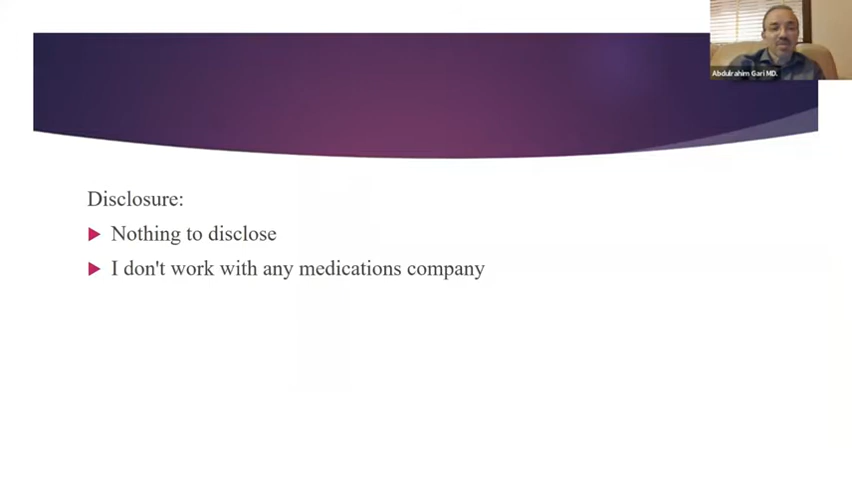 Abdulrahim Gari MD.
Disclosure:
Nothing to disclose
I don't work with any medications company